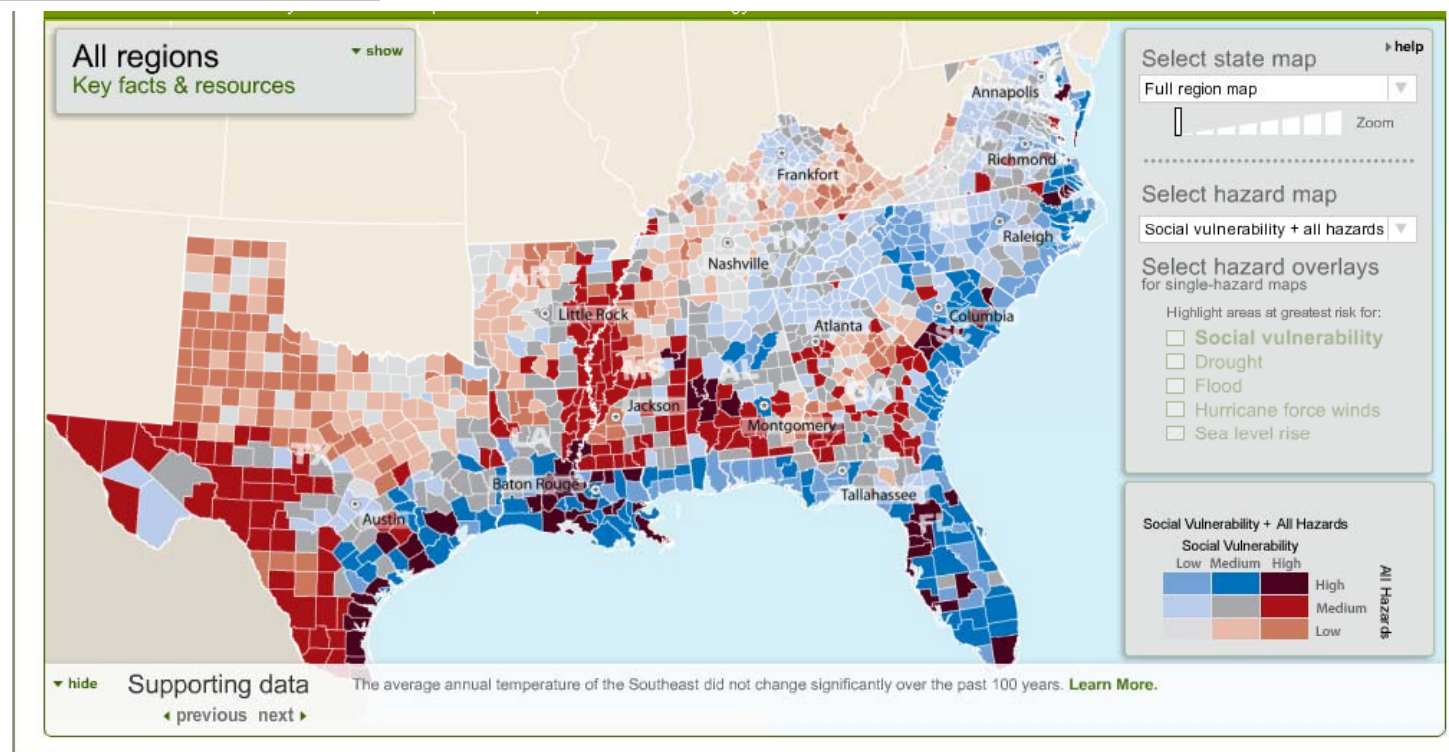 All regions
show
Key facts & resources
help
Select state map
Full region map
Zoom
Select hazard map
Social vulnerability + all hazards
Select hazard overlays
for single-hazard maps
Highlight areas at greatest risk for:
Social vulnerability
Drought
Flood
Hurricane force winds
Sea level rise
Social Vulnerability + All Hazards
Social Vulnerability
Low Medium High
High
Medium
Low
All Hazards
Annapolis
Richmond
Frankfort
NC
Raleigh
TN
Nashville
AR
Little Rock
Columbia
SC
Atlanta
MS
AL
GA
Jackson
Montgomery
LA
TX
Baton Rouge
Tallahassee
Austin
FL
hide
Supporting data
The average annual temperature of the Southeast did not change significantly over the past 100 years. Learn More.
previous next